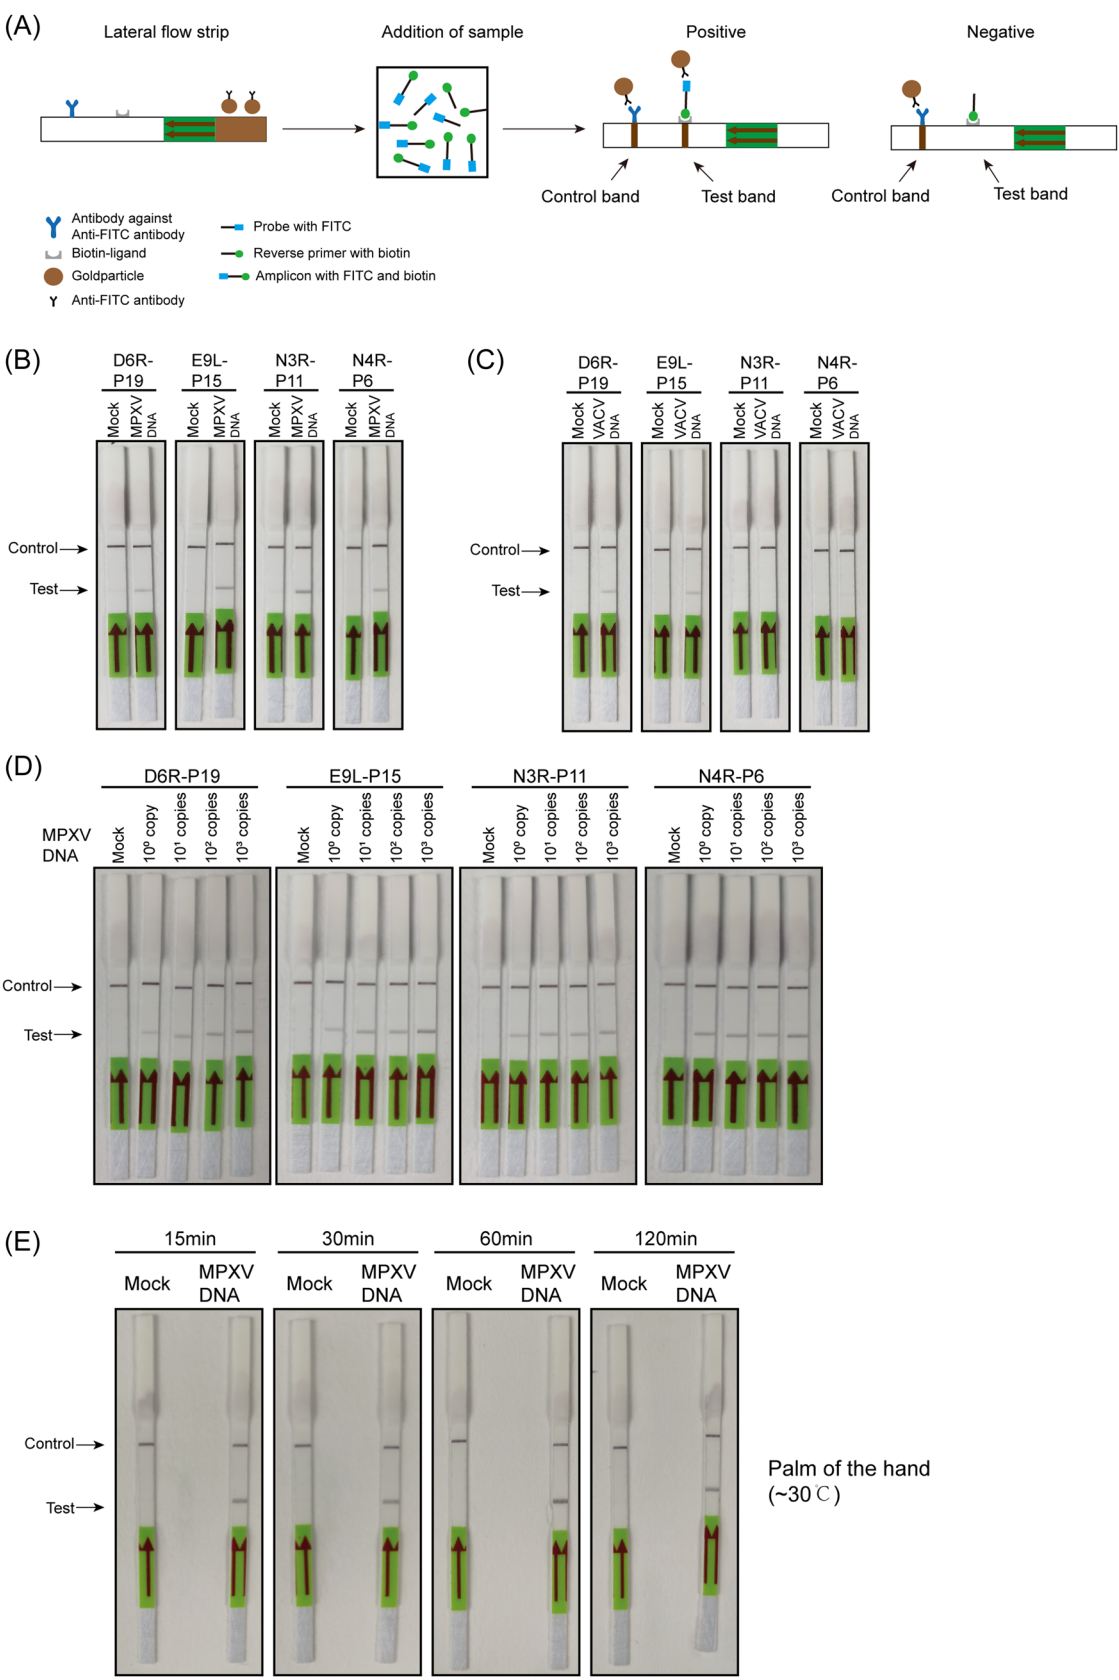 (A)
Lateral flow strip
Addition of sample
Positive
Negative
Control band
Test band
Control band
Test band
Antibody against
Anti-FITC antibody
Biotin-ligand
Goldparticle
Anti-FITC antibody
Probe with FITC
Reverse primer with biotin
Amplicon with FITC and biotin
(B)
D6R-
P19
E9L-
P15
N3R-
P11
N4R-
P6
Mock
MPXV
DNA
Mock
MPXV
DNA
Mock
MPXV
DNA
Mock
MPXV
DNA
Control
Test
(C)
D6R-
P19
E9L-
P15
N3R-
P11
N4R-
P6
Mock
VACV
DNA
Mock
VACV
DNA
Mock
VACV
DNA
Mock
VACV
DNA
Control
Test
(D)
D6R-P19
E9L-P15
N3R-P11
N4R-P6
MPXV
DNA
Mock
10⁰ copy
10¹ copies
10² copies
10³ copies
Mock
10⁰ copy
10¹ copies
10² copies
10³ copies
Mock
10⁰ copy
10¹ copies
10² copies
10³ copies
Mock
10⁰ copy
10¹ copies
10² copies
10³ copies
Control
Test
(E)
15min
30min
60min
120min
Mock
MPXV
DNA
Mock
MPXV
DNA
Mock
MPXV
DNA
Mock
MPXV
DNA
Control
Test
Palm of the hand
(~30℃)